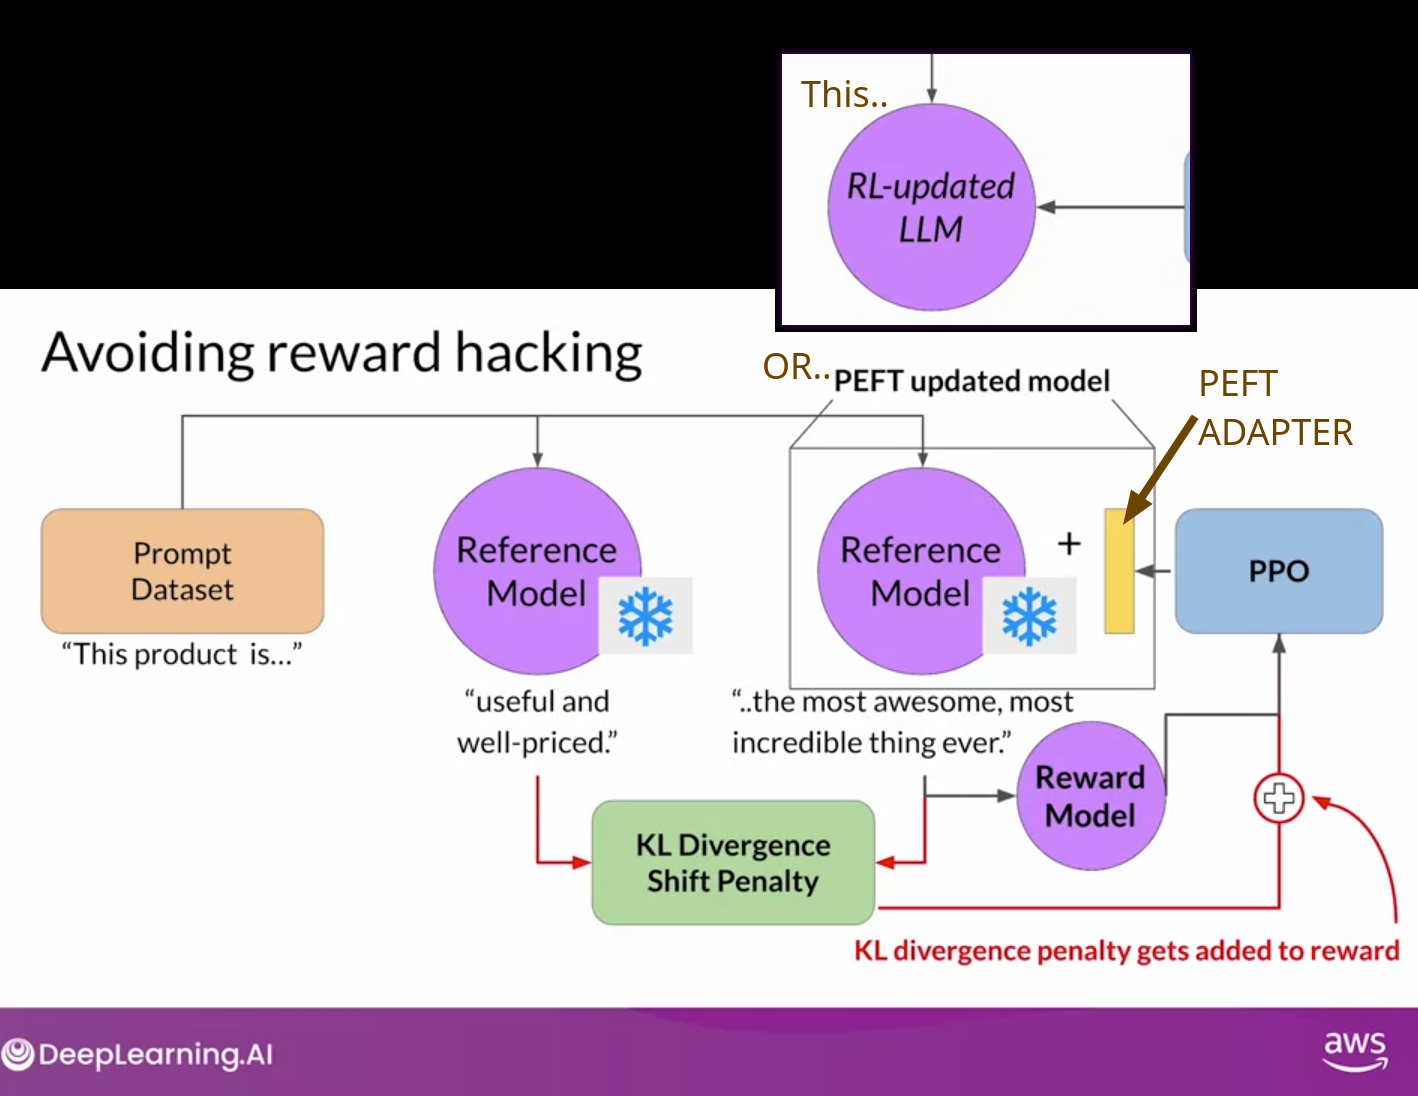 This..
RL-updated
LLM
Avoiding reward hacking
OR..
PEFT updated model
PEFT
ADAPTER
Prompt
Dataset
“This product is...”
Reference
Model
“useful and
well-priced.”
Reference
Model
+
“..the most awesome, most
incredible thing ever.”
PPO
Reward
Model
KL Divergence
Shift Penalty
KL divergence penalty gets added to reward
DeepLearning.AI
aws